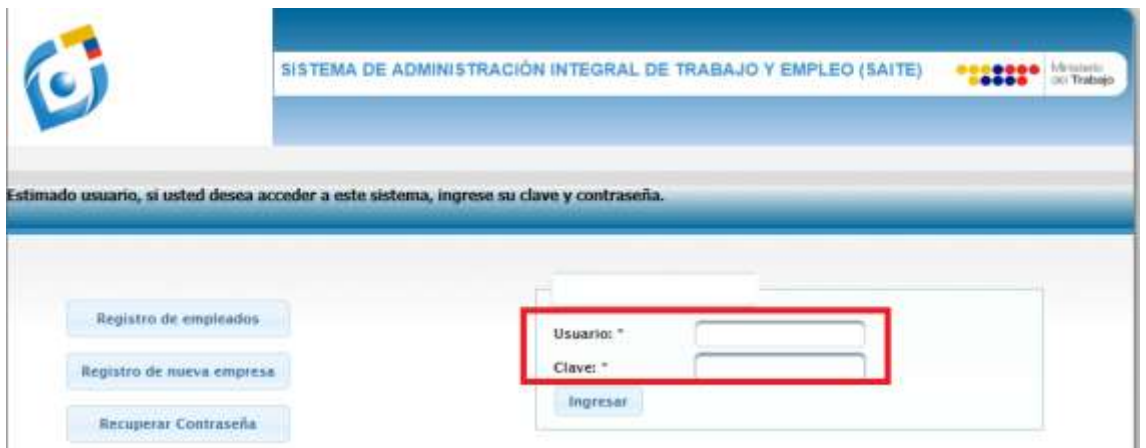 SISTEMA DE ADMINISTRACIÓN INTEGRAL DE TRABAJO Y EMPLEO (SAITE)
Ministerio
del Trabajo
Estimado usuario, si usted desea acceder a este sistema, ingrese su clave y contraseña.
Registro de empleados
Registro de nueva empresa
Recuperar Contraseña
Usuario: *
Clave: *
Ingresar